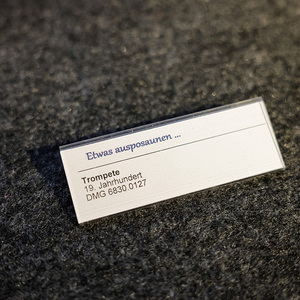 Etwas ausposaunen ...
Trompete
19. Jahrhundert
DMG 6830.0127